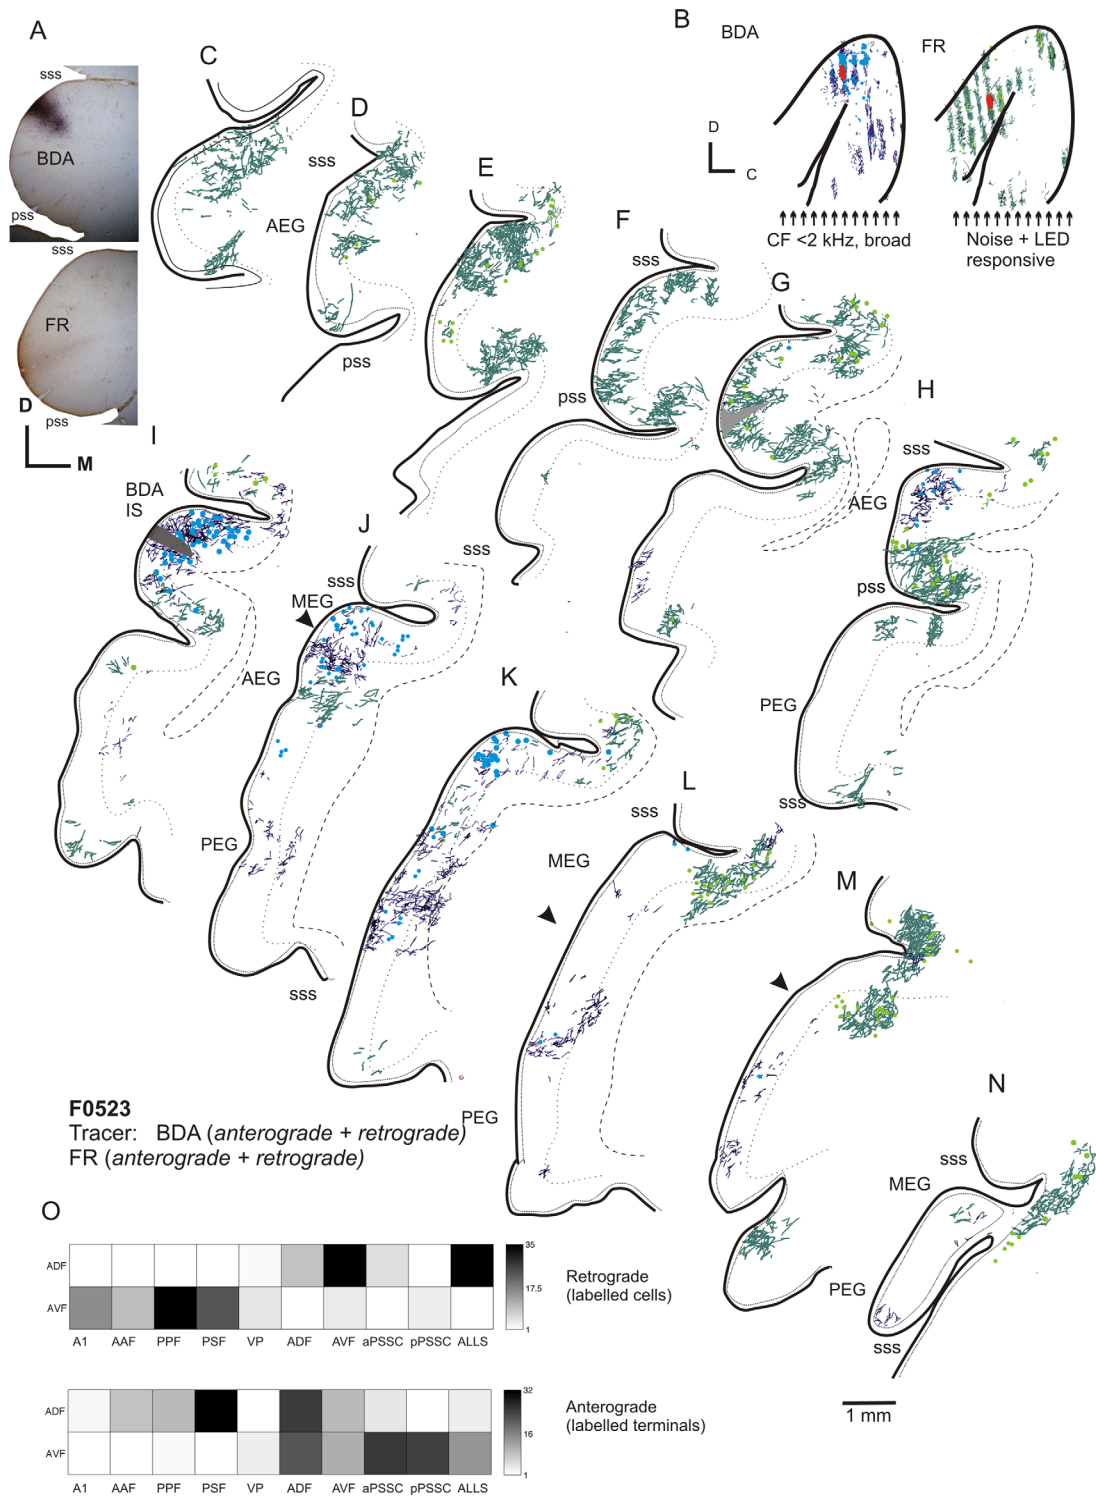 A
sss
BDA
pss
sss
FR
D
pss
M
B
BDA
FR
D
C
CF <2 kHz, broad
Noise + LED
responsive
C
D
sss
AEG
E
pss
F
sss
pss
G
H
sss
AEG
pss
PEG
sss
I
BDA
IS
J
sss
sss
MEG
AEG
PEG
sss
K
L
sss
MEG
PEG
M
N
sss
MEG
PEG
sss
F0523
Tracer: BDA (anterograde + retrograde)
FR (anterograde + retrograde)
O
ADF
AVF
A1 AAF PPF PSF VP ADF AVF aPSSC pPSSC ALLS
35
17.5
1
Retrograde
(labelled cells)
ADF
AVF
A1 AAF PPF PSF VP ADF AVF aPSSC pPSSC ALLS
32
16
1
Anterograde
(labelled terminals)
1 mm